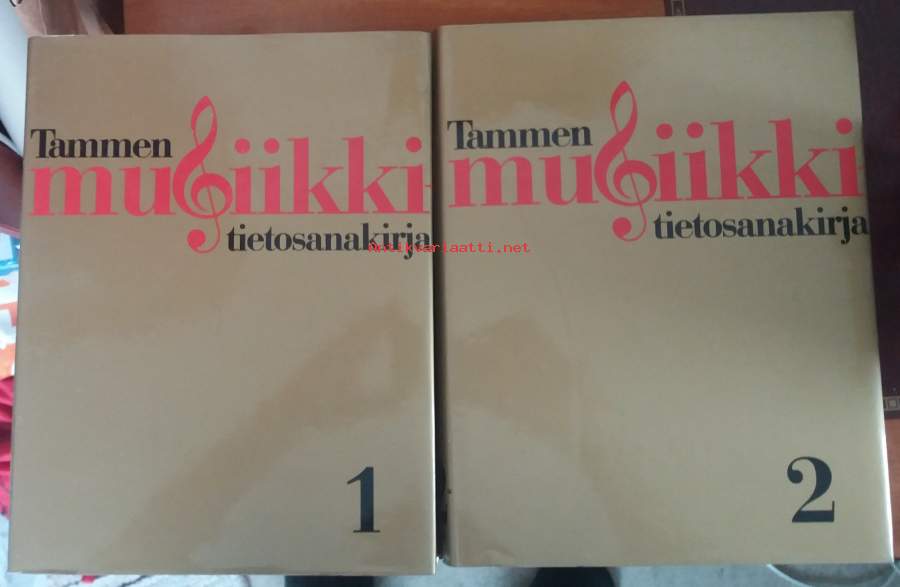 Tammen
musiikki-
tietosanakirja
1
Tammen
musiikki-
tietosanakirja
2
Antikvariaatti.net